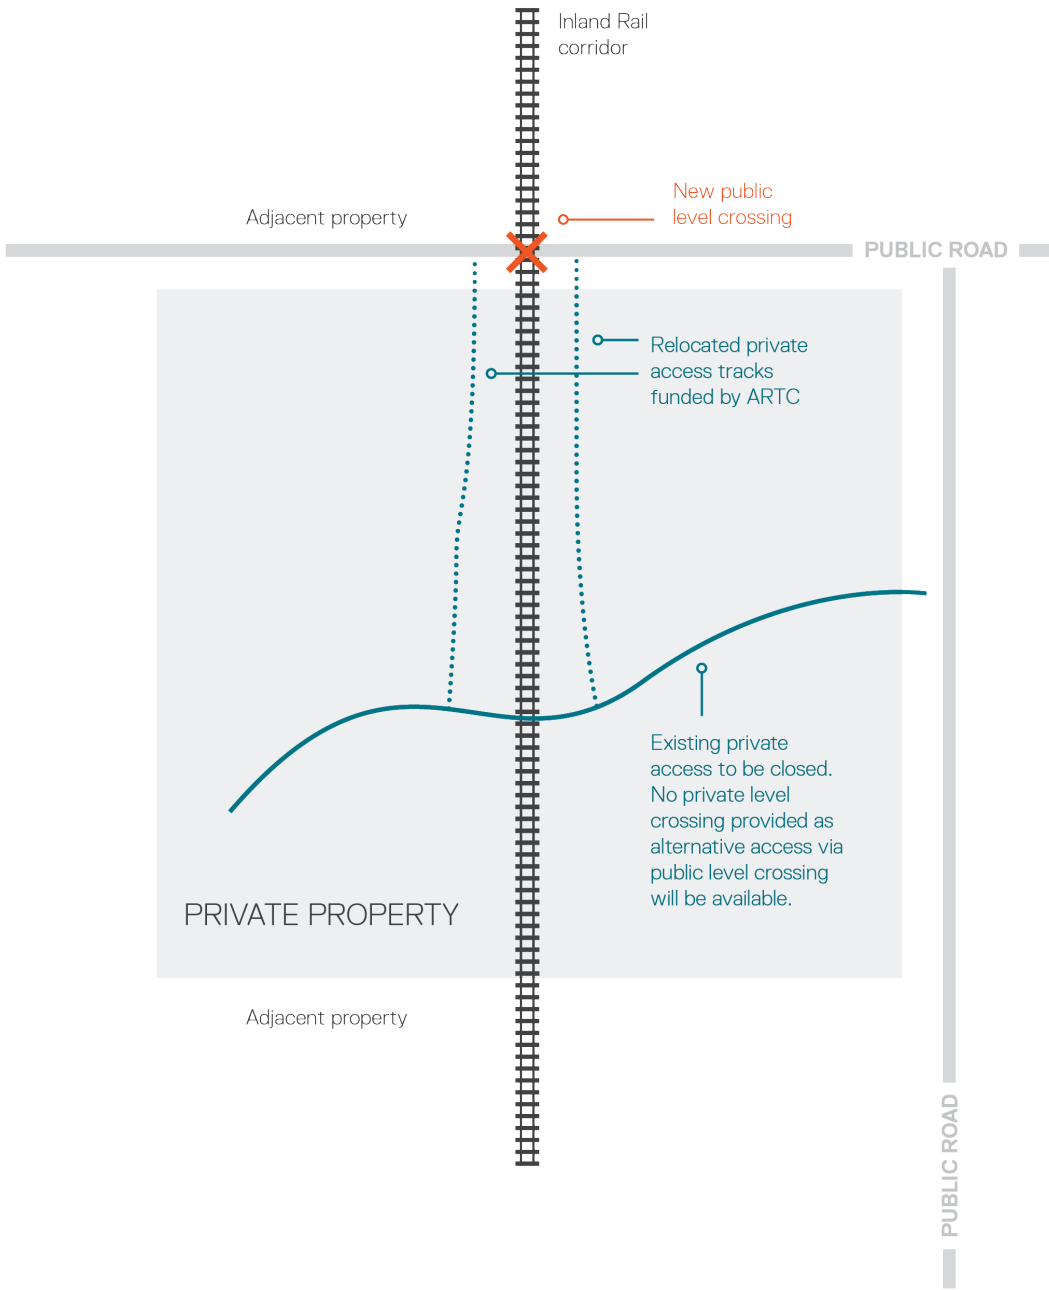 Inland Rail
corridor
New public
level crossing
Adjacent property
PUBLIC ROAD
Relocated private
access tracks
funded by ARTC
Existing private
access to be closed.
No private level
crossing provided as
alternative access via
public level crossing
will be available.
PRIVATE PROPERTY
Adjacent property
PUBLIC ROAD